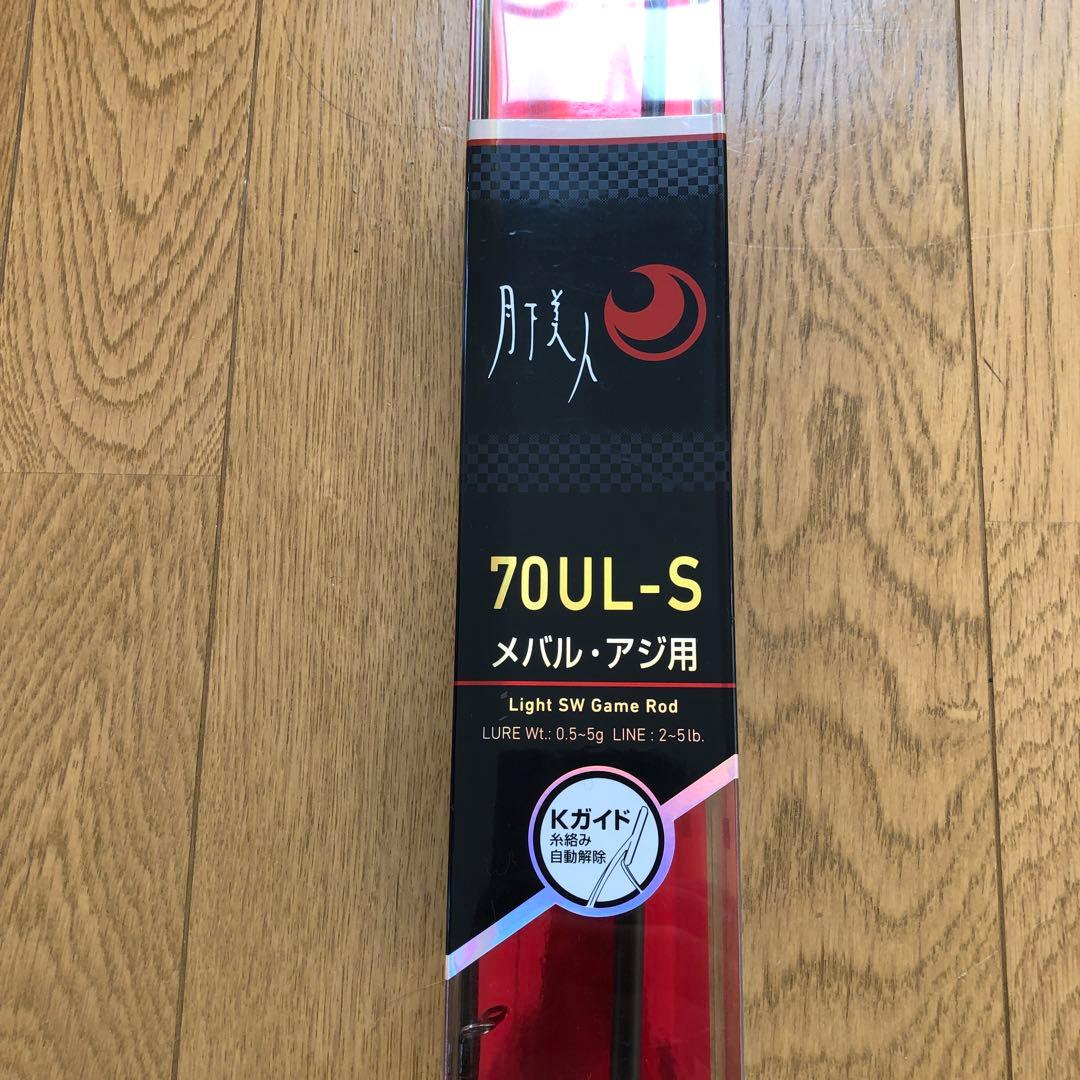 月下美人
70UL-S
メバル・アジ用
Light SW Game Rod
LURE Wt.: 0.5~5g LINE : 2~5lb.
Kガイド
糸絡み
自動解除